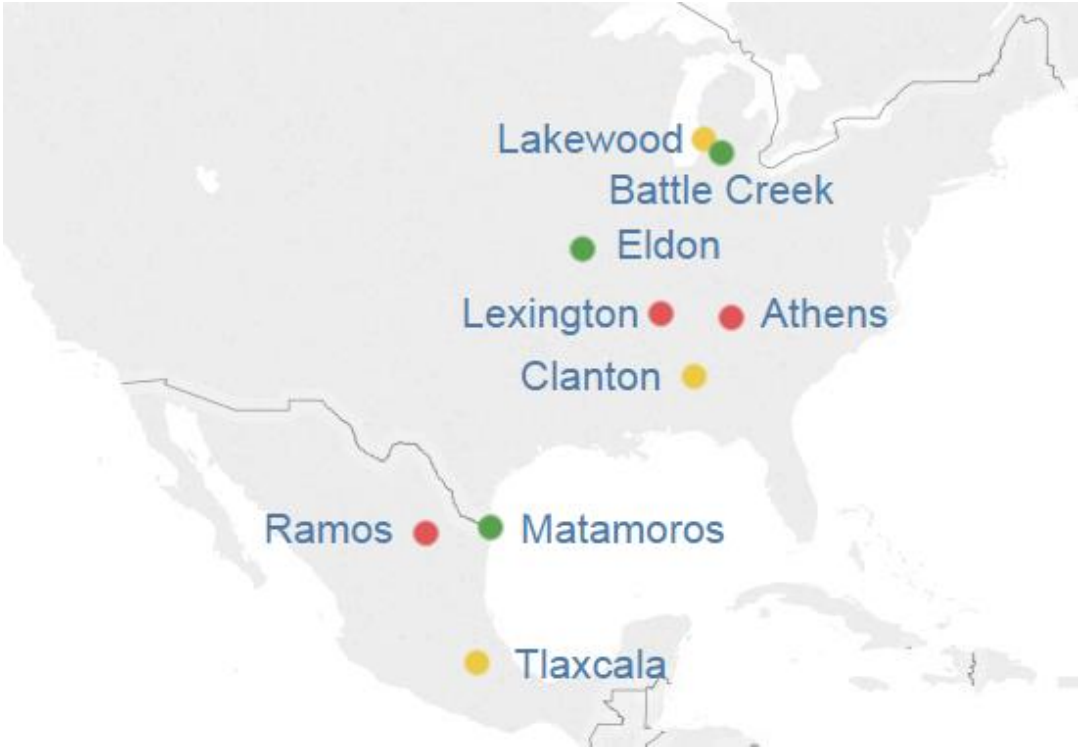 Lakewood
Battle Creek
Eldon
Lexington
Athens
Clanton
Ramos
Matamoros
Tlaxcala